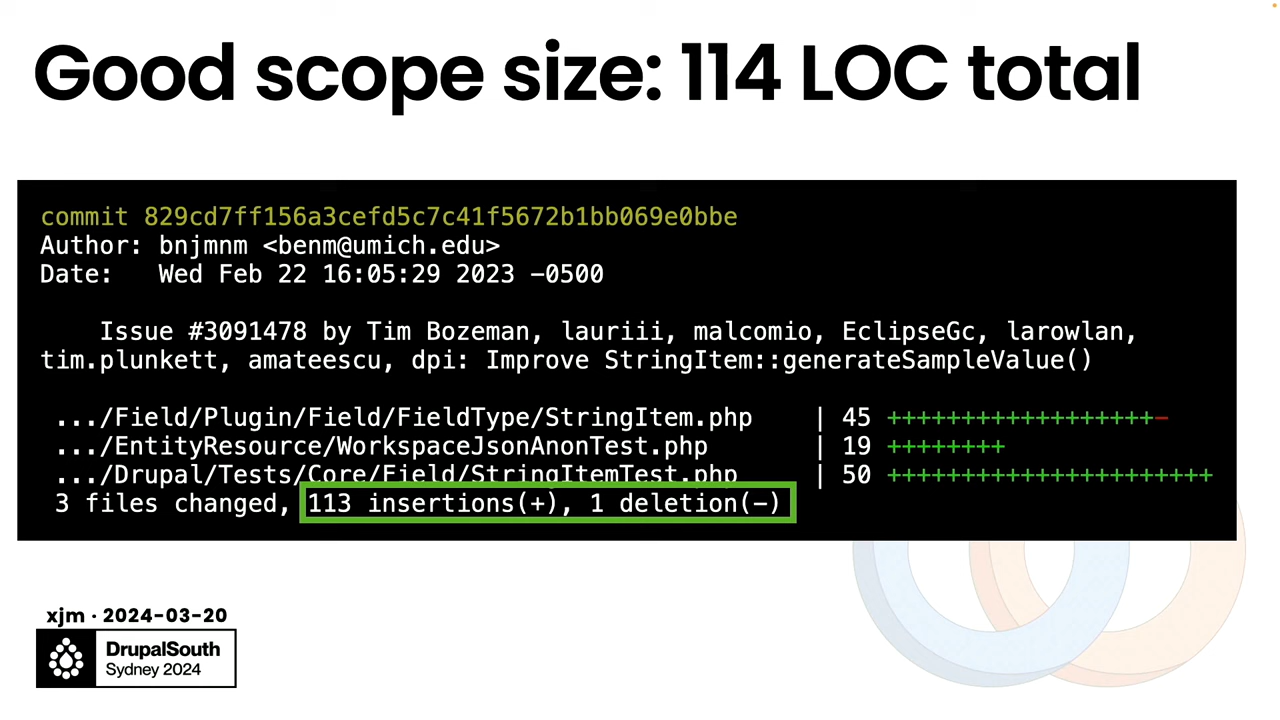 Good scope size: 114 LOC total
commit 829cd7ff156a3cefd5c7c41f5672b1bb069e0bbe
Author: bnjmnm <benm@umich.edu>
Date:   Wed Feb 22 16:05:29 2023 -0500
Issue #3091478 by Tim Bozeman, lauriii, malcomio, EclipseGc, larowlan,
tim.plunkett, amateescu, dpi: Improve StringItem::generateSampleValue()
.../Field/Plugin/Field/FieldType/StringItem.php    | 45 ++++++++++++++++++-
.../EntityResource/WorkspaceJsonAnonTest.php       | 19 ++++++++
.../Drupal/Tests/Core/Field/StringItemTest.php     | 50 ++++++++++++++++++++++
3 files changed, 113 insertions(+), 1 deletion(-)
xjm · 2024-03-20
DrupalSouth
Sydney 2024